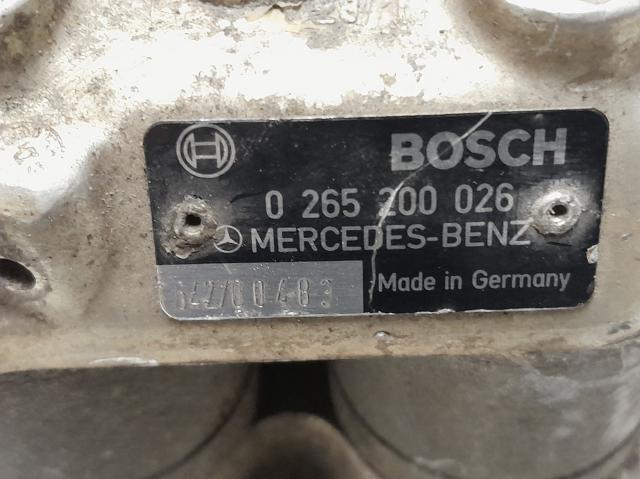 BOSCH
0 265 200 026
MERCEDES-BENZ
Made in Germany